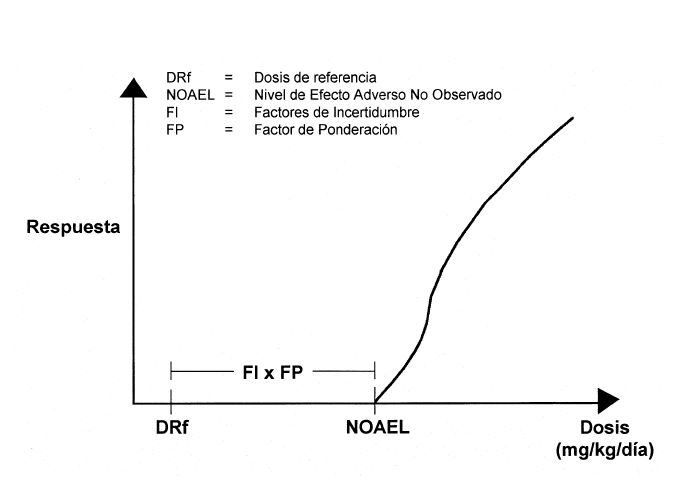 DRf = Dosis de referencia
NOAEL = Nivel de Efecto Adverso No Observado
FI = Factores de Incertidumbre
FP = Factor de Ponderación
Respuesta
FI x FP
DRf
NOAEL
Dosis
(mg/kg/día)